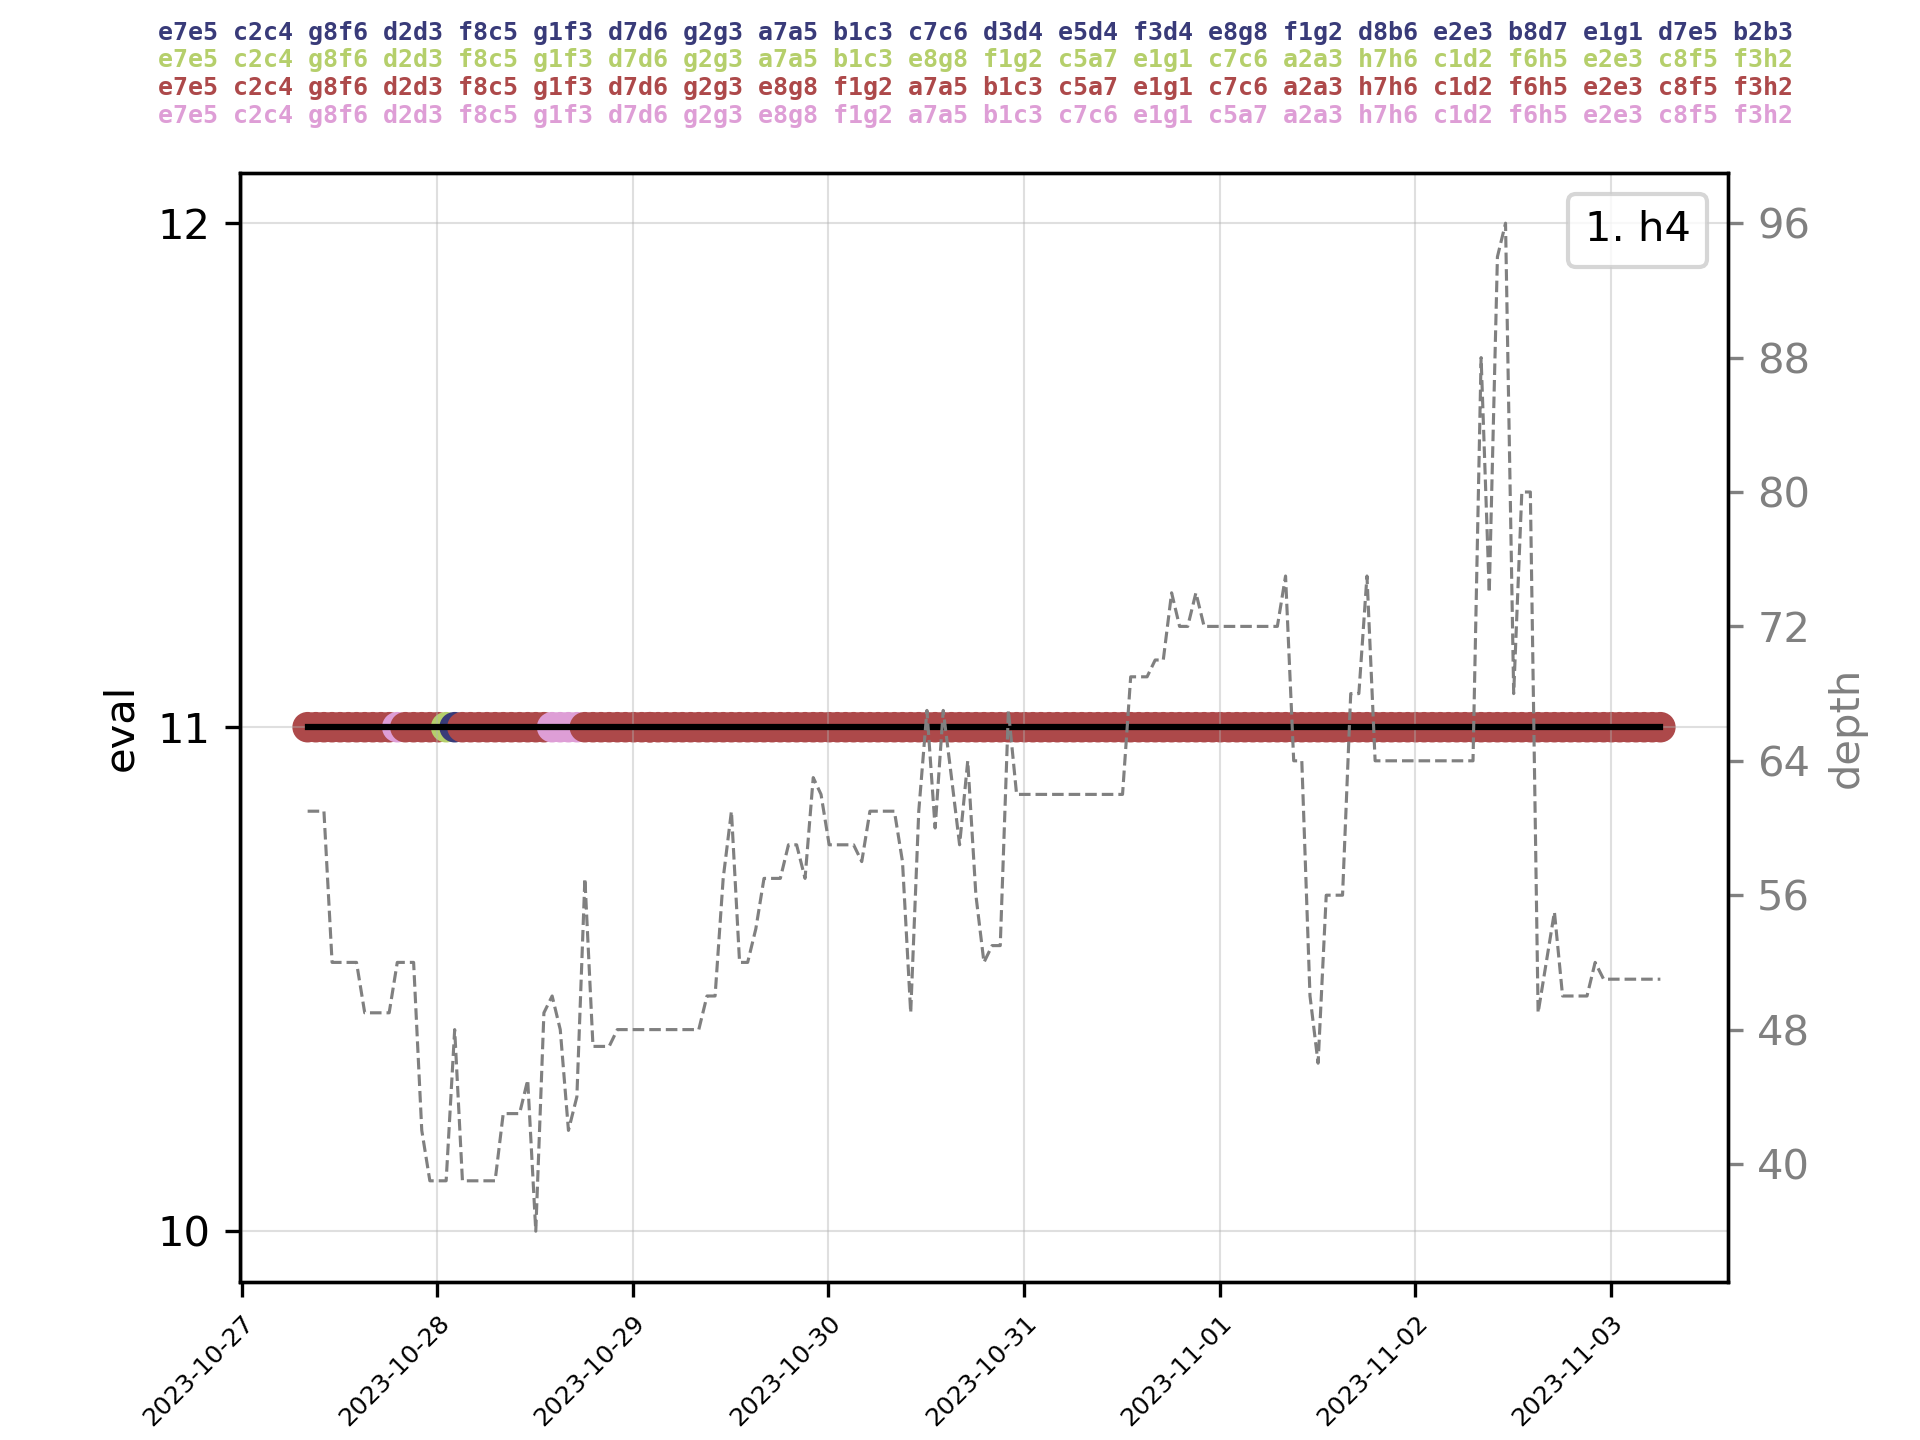 e7e5 c2c4 g8f6 d2d3 f8c5 g1f3 d7d6 g2g3 a7a5 b1c3 c7c6 d3d4 e5d4 f3d4 e8g8 f1g2 d8b6 e2e3 b8d7 e1g1 d7e5 b2b3
e7e5 c2c4 g8f6 d2d3 f8c5 g1f3 d7d6 g2g3 a7a5 b1c3 e8g8 f1g2 c5a7 e1g1 c7c6 a2a3 h7h6 c1d2 f6h5 e2e3 c8f5 f3h2
e7e5 c2c4 g8f6 d2d3 f8c5 g1f3 d7d6 g2g3 e8g8 f1g2 a7a5 b1c3 c5a7 e1g1 c7c6 a2a3 h7h6 c1d2 f6h5 e2e3 c8f5 f3h2
e7e5 c2c4 g8f6 d2d3 f8c5 g1f3 d7d6 g2g3 e8g8 f1g2 a7a5 b1c3 c7c6 e1g1 c5a7 a2a3 h7h6 c1d2 f6h5 e2e3 c8f5 f3h2
1. h4
12
11
10
eval
96
88
80
72
64
56
48
40
depth
2023-10-27
2023-10-28
2023-10-29
2023-10-30
2023-10-31
2023-11-01
2023-11-02
2023-11-03